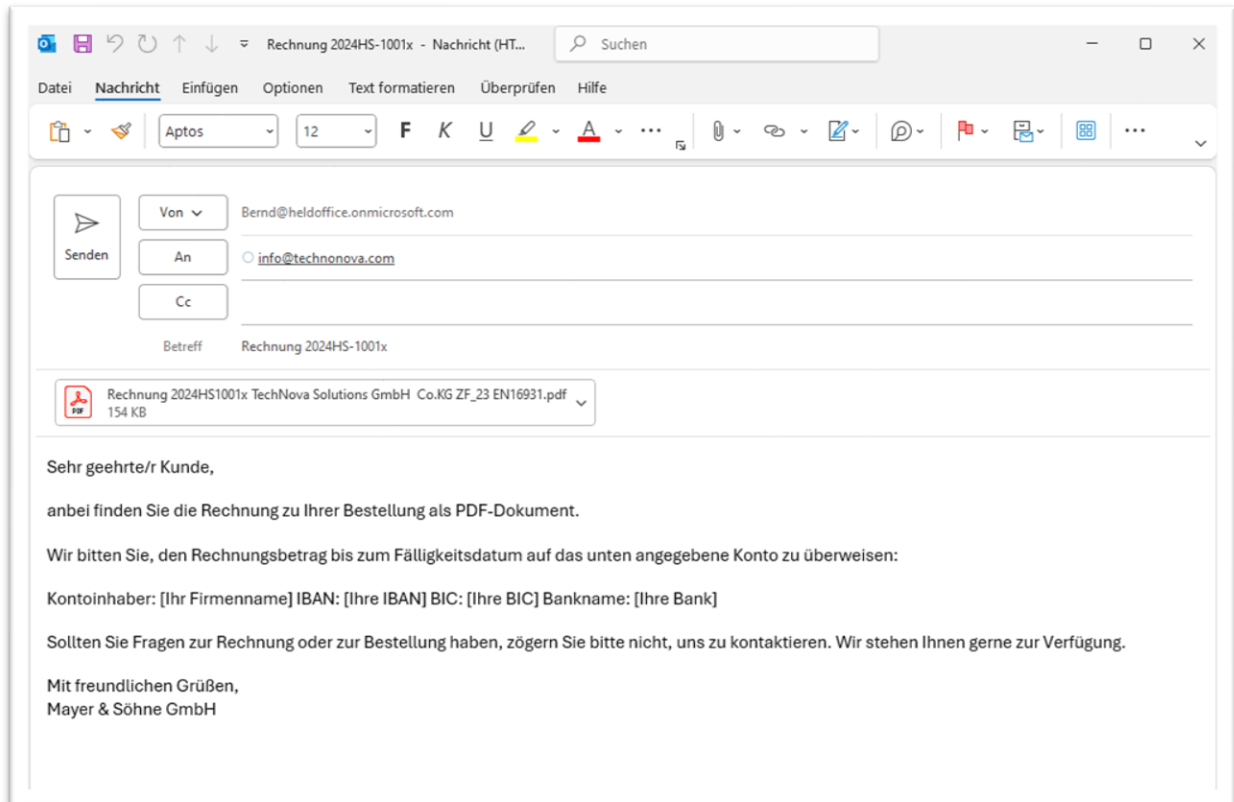 Rechnung 2024HS-1001x - Nachricht (HT...
Suchen
Datei Nachricht Einfügen Optionen Text formatieren Überprüfen Hilfe
Aptos 12 F K U A
Von Bernd@heldoffice.onmicrosoft.com
Senden
An info@technonova.com
Cc
Betreff Rechnung 2024HS-1001x
Rechnung 2024HS1001x TechNova Solutions GmbH Co.KG ZF_23 EN16931.pdf
PDF
154 KB
Sehr geehrte/r Kunde,
anbei finden Sie die Rechnung zu Ihrer Bestellung als PDF-Dokument.
Wir bitten Sie, den Rechnungsbetrag bis zum Fälligkeitsdatum auf das unten angegebene Konto zu überweisen:
Kontoinhaber: [Ihr Firmenname] IBAN: [Ihre IBAN] BIC: [Ihre BIC] Bankname: [Ihre Bank]
Sollten Sie Fragen zur Rechnung oder zur Bestellung haben, zögern Sie bitte nicht, uns zu kontaktieren. Wir stehen Ihnen gerne zur Verfügung.
Mit freundlichen Grüßen,
Mayer & Söhne GmbH